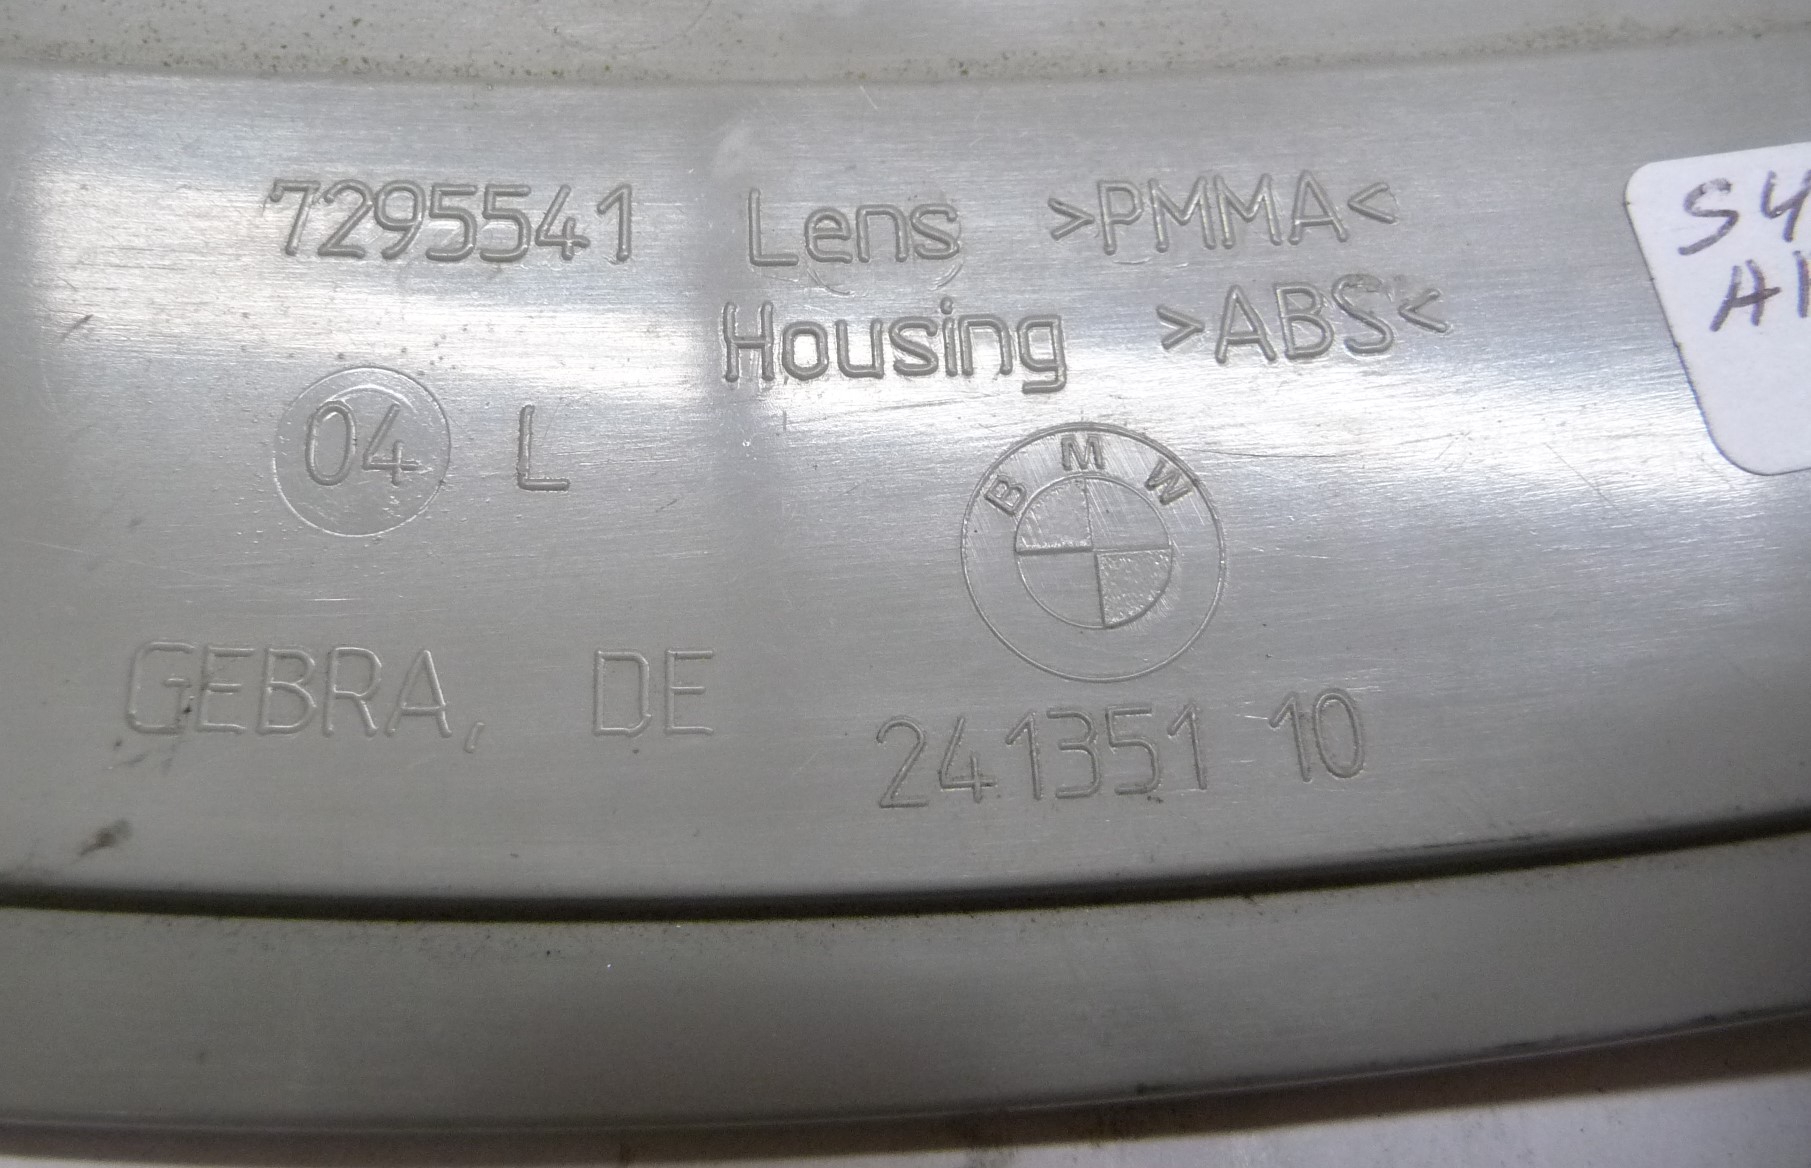 7295541 Lens >PMMA<
Housing >ABS<
04 L
BMW
GEBRA, DE
241351 10